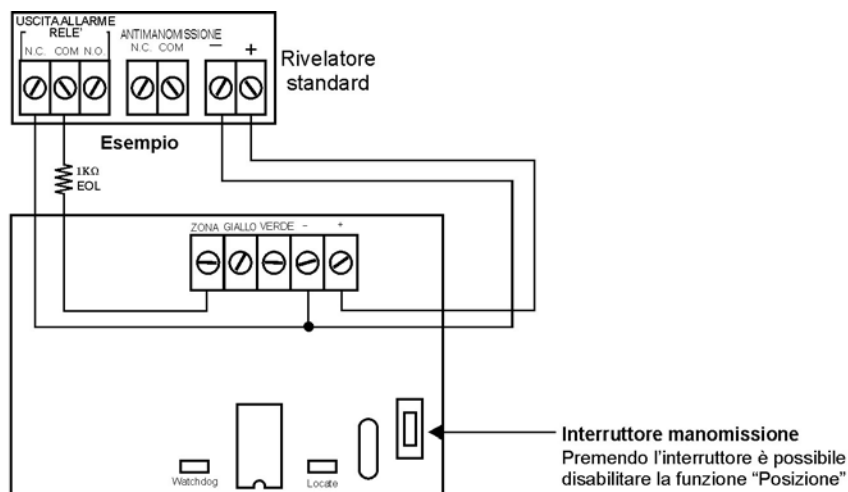 USCITA ALLARME
RELE'
ANTIMANOMISSIONE
N.C. COM N.O.
N.C. COM
− +
Rivelatore
standard
Esempio
1KΩ
EOL
ZONA GIALLO VERDE − +
Watchdog
Locate
Interruttore manomissione
Premendo l'interruttore è possibile
disabilitare la funzione “Posizione”